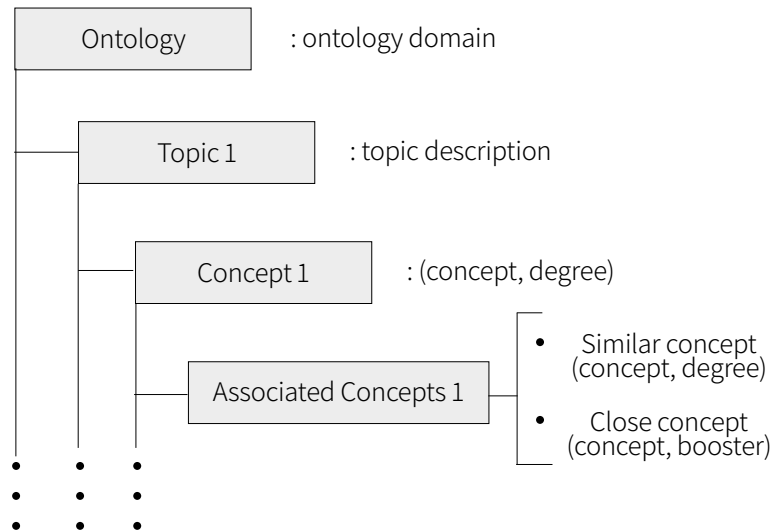 Ontology : ontology domain
Topic 1 : topic description
Concept 1 : (concept, degree)
Associated Concepts 1
• Similar concept
(concept, degree)
• Close concept
(concept, booster)